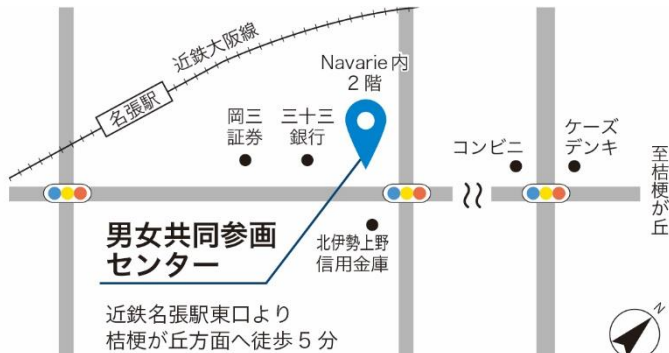 近鉄大阪線
名張駅
Navarie内
2階
岡三
証券
三十三
銀行
コンビニ
ケーズ
デンキ
至桔梗が丘
男女共同参画
センター
北伊勢上野
信用金庫
近鉄名張駅東口より
桔梗が丘方面へ徒歩5分
N